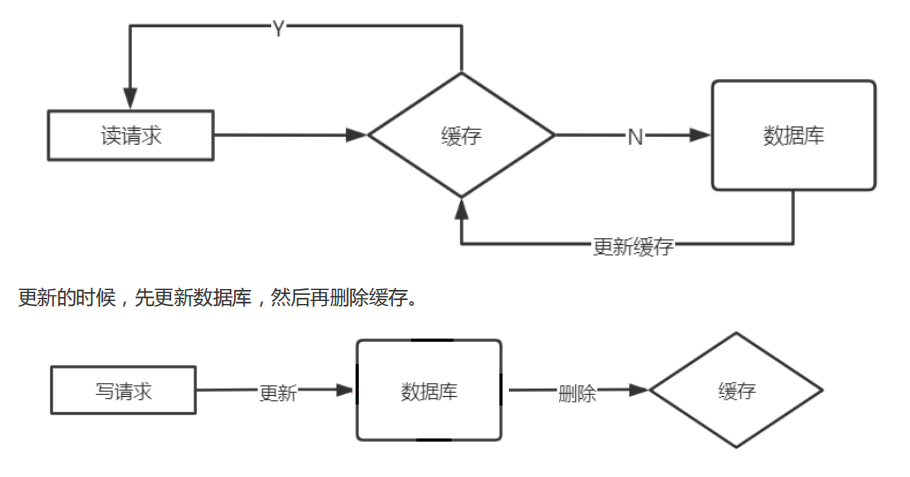 Y
读请求
缓存
N
数据库
更新缓存
更新的时候，先更新数据库，然后再删除缓存。
写请求
更新
数据库
删除
缓存